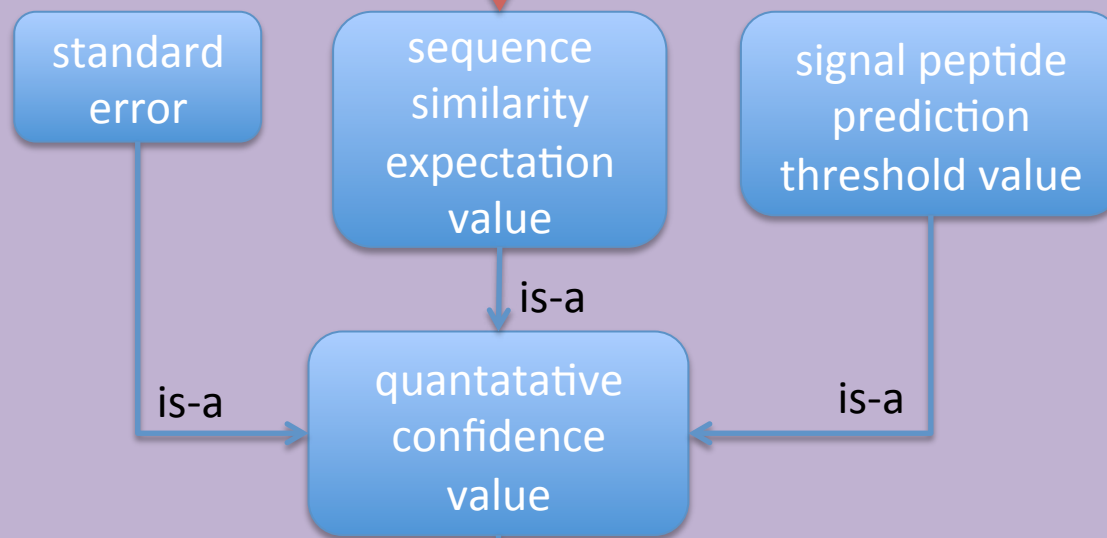 standard
error
sequence
similarity
expectation
value
signal peptide
prediction
threshold value
is-a
is-a
is-a
quantatative
confidence
value